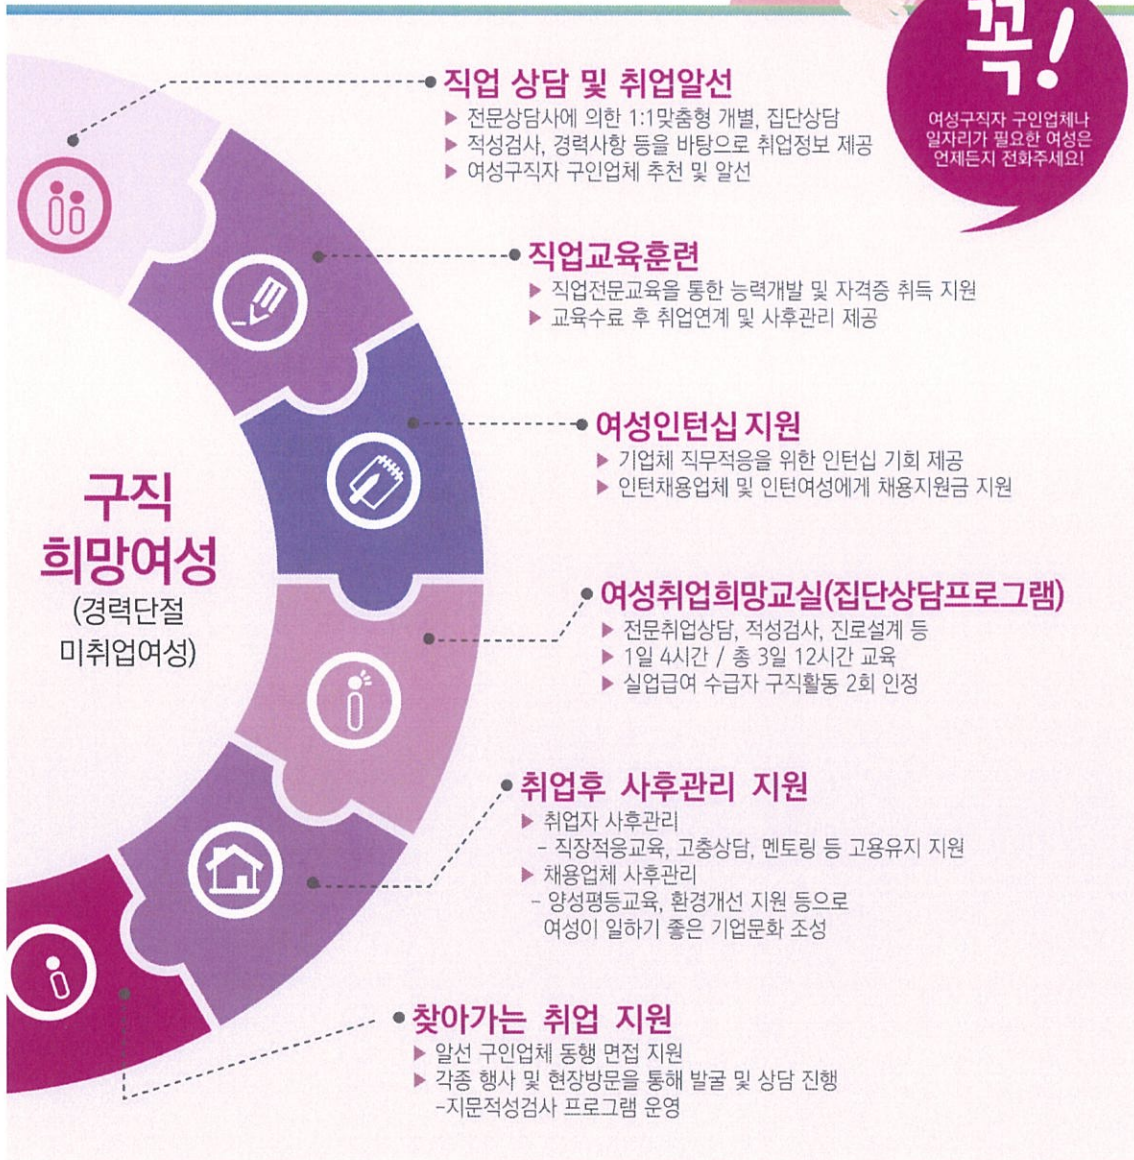 꼭!
여성구직자 구인업체나
일자리가 필요한 여성은
언제든지 전화주세요!
직업 상담 및 취업알선
▶ 전문상담사에 의한 1:1맞춤형 개별, 집단상담
▶ 적성검사, 경력사항 등을 바탕으로 취업정보 제공
▶ 여성구직자 구인업체 추천 및 알선
직업교육훈련
▶ 직업전문교육을 통한 능력개발 및 자격증 취득 지원
▶ 교육수료 후 취업연계 및 사후관리 제공
여성인턴십 지원
▶ 기업체 직무적응을 위한 인턴십 기회 제공
▶ 인턴채용업체 및 인턴여성에게 채용지원금 지원
구직
희망여성
(경력단절
미취업여성)
여성취업희망교실(집단상담프로그램)
▶ 전문취업상담, 적성검사, 진로설계 등
▶ 1일 4시간 / 총 3일 12시간 교육
▶ 실업급여 수급자 구직활동 2회 인정
취업후 사후관리 지원
▶ 취업자 사후관리
- 직장적응교육, 고충상담, 멘토링 등 고용유지 지원
▶ 채용업체 사후관리
- 양성평등교육, 환경개선 지원 등으로
여성이 일하기 좋은 기업문화 조성
찾아가는 취업 지원
▶ 알선 구인업체 동행 면접 지원
▶ 각종 행사 및 현장방문을 통해 발굴 및 상담 진행
-지문적성검사 프로그램 운영